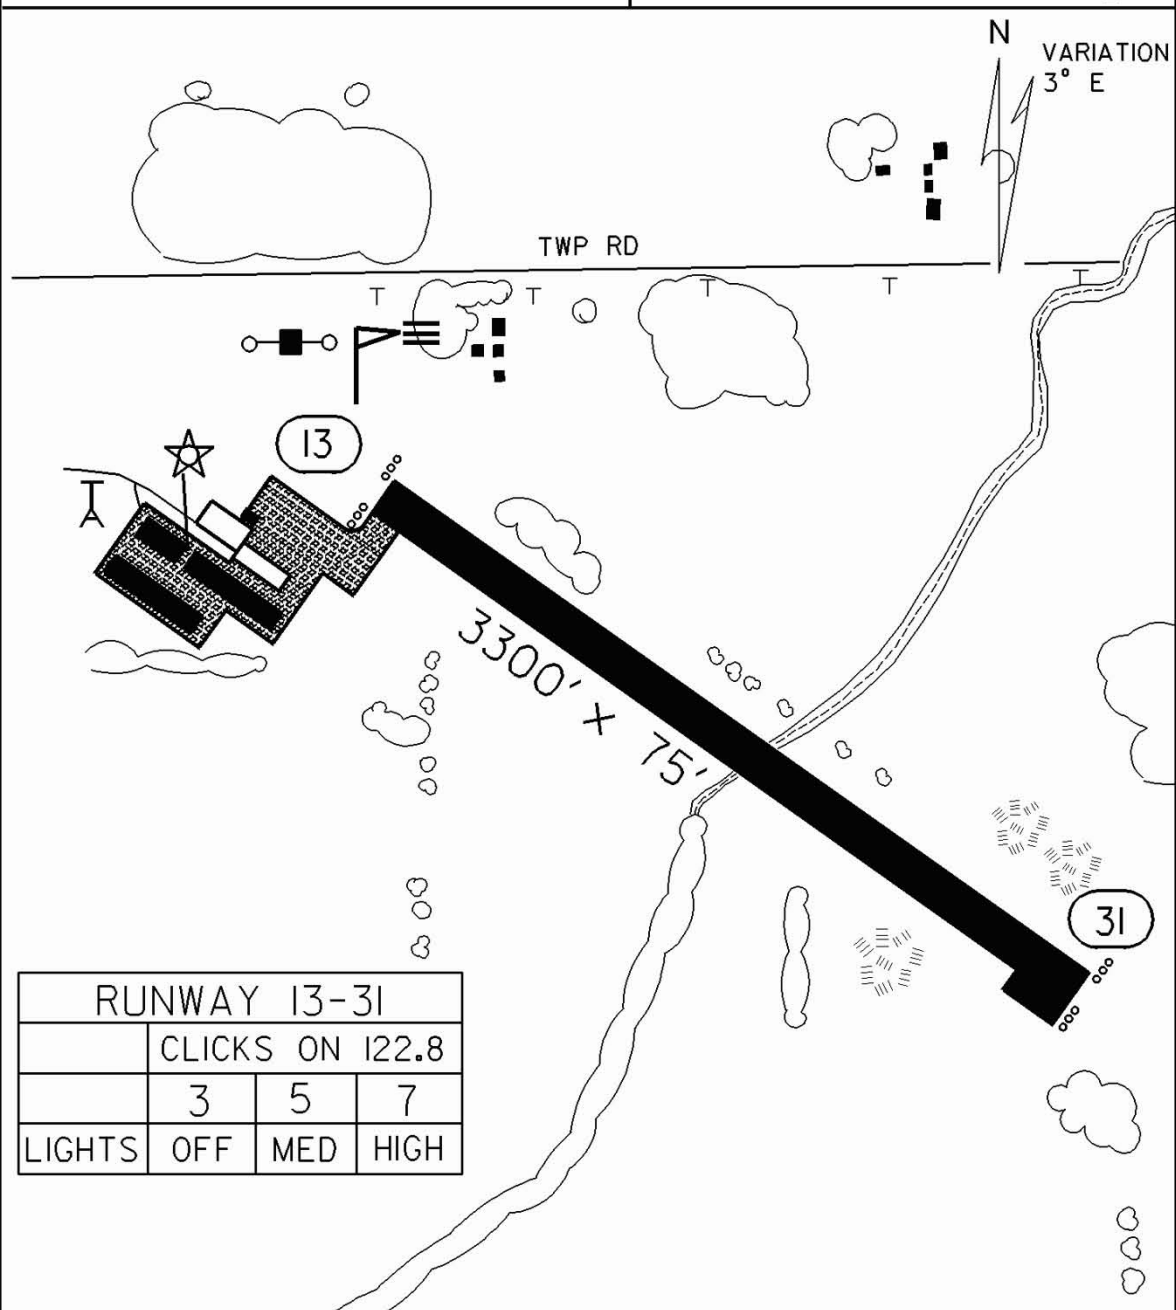 N
VARIATION
3° E
TWP RD
13
3300' X 75'
31
RUNWAY 13-31
CLICKS ON 122.8
3 5 7
LIGHTS OFF MED HIGH